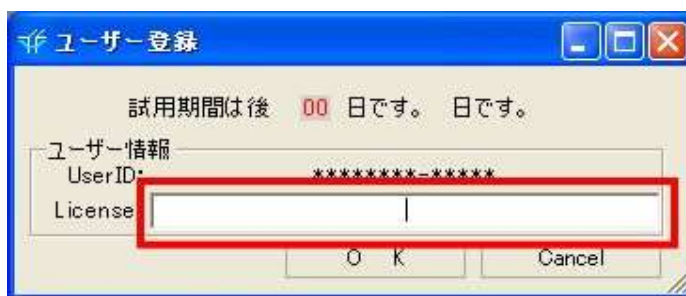 ユーザー登録
試用期間は後 00 日です。 日です。
ユーザー情報
UserID: ********-*****
License
O K Cancel